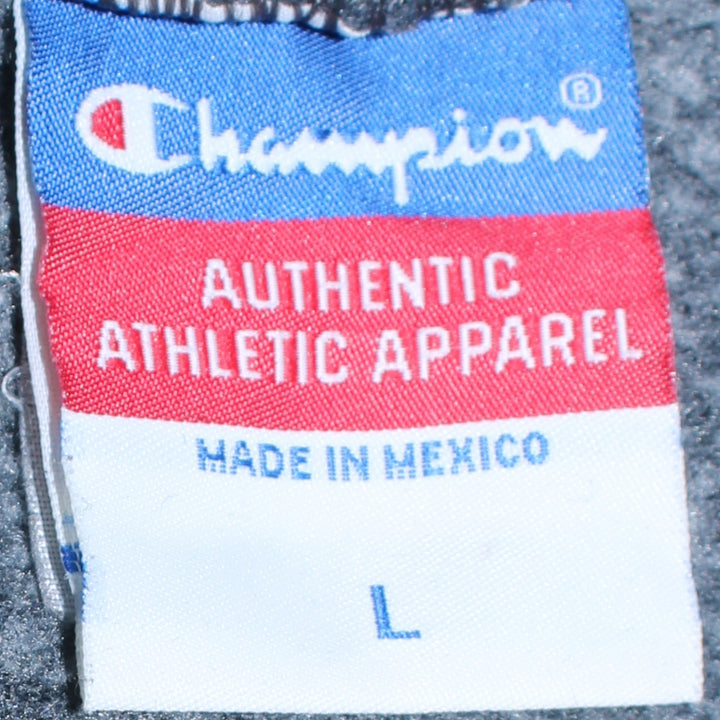 Champion®
AUTHENTIC
ATHLETIC APPAREL
MADE IN MEXICO
L